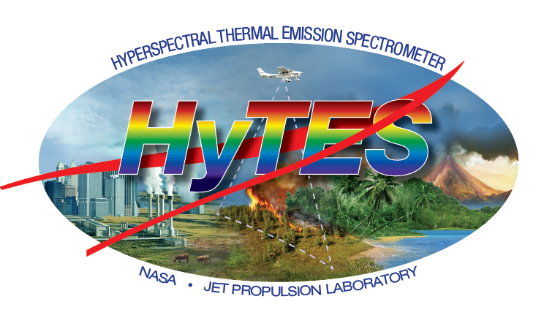 HYPERSPECTRAL THERMAL EMISSION SPECTROMETER
HyTES
NASA • JET PROPULSION LABORATORY